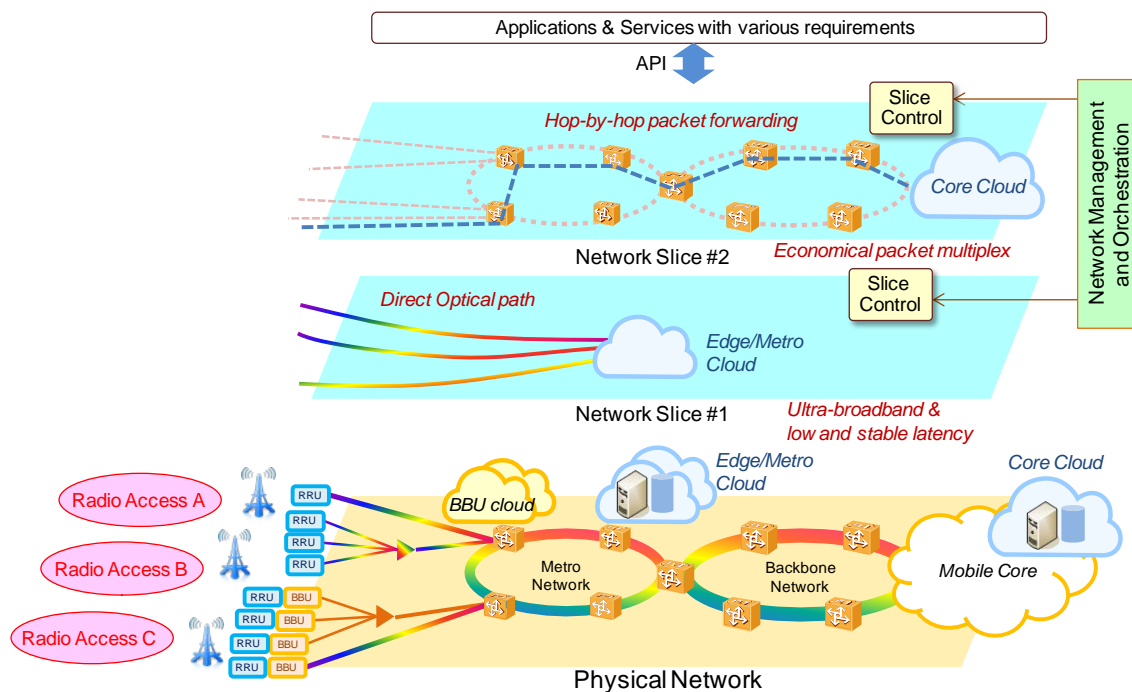 Applications & Services with various requirements
API
Slice
Control
Hop-by-hop packet forwarding
Core Cloud
Network Management
and Orchestration
Network Slice #2
Economical packet multiplex
Direct Optical path
Slice
Control
Edge/Metro
Cloud
Network Slice #1
Ultra-broadband &
low and stable latency
Edge/Metro
Cloud
Core Cloud
Radio Access A
RRU
BBU cloud
RRU
RRU
RRU
Radio Access B
Metro
Network
Backbone
Network
Mobile Core
RRU BBU
RRU BBU
Radio Access C
RRU BBU
RRU BBU
Physical Network